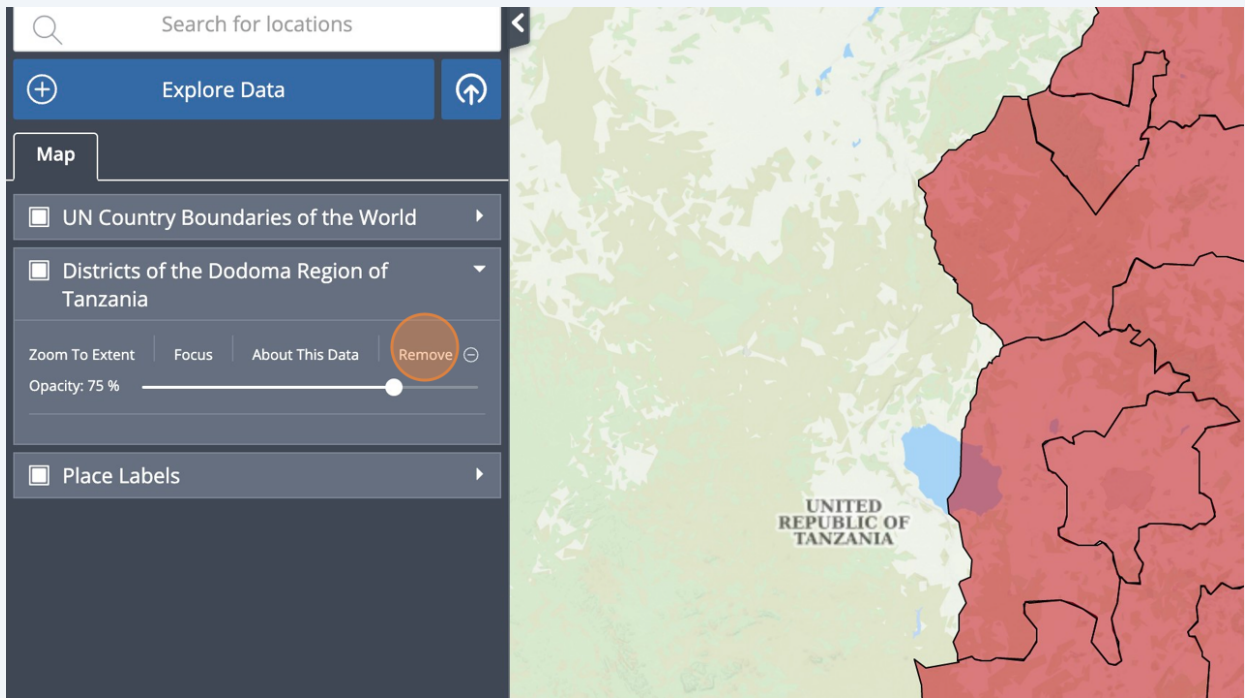 Search for locations
Explore Data
Map
UN Country Boundaries of the World
Districts of the Dodoma Region of
Tanzania
Zoom To Extent
Focus
About This Data
Remove
Opacity: 75 %
Place Labels
UNITED
REPUBLIC OF
TANZANIA